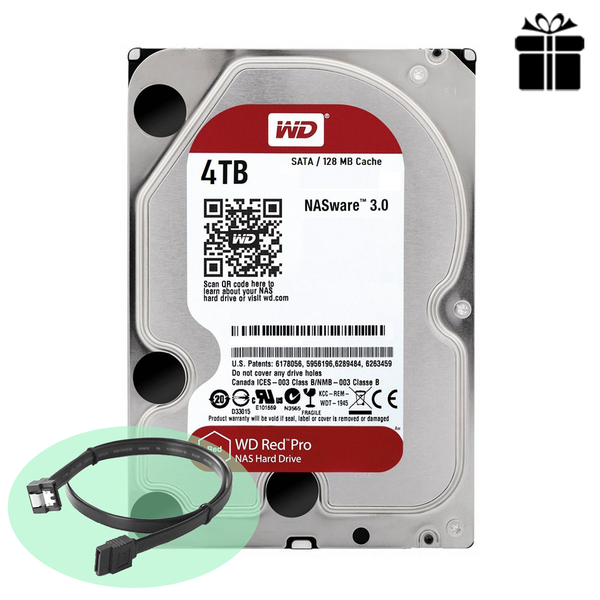 WD
SATA / 128 MB Cache
4TB
NASware™ 3.0
WD
Scan QR code here to
learn about your NAS
hard drive or visit wd.com
U.S. Patents: 6178056, 5956196, 6289484, 6263459
Do not cover any drive holes
Canada ICES-003 Class B/NMB-003 Classe B
20
D33015
E101559
N3565
FRAGILE
KCC-REM-
WDT-1945
Product warranty will be void if seal, label or cover is removed or damaged
Red
WD Red™ Pro
NAS Hard Drive